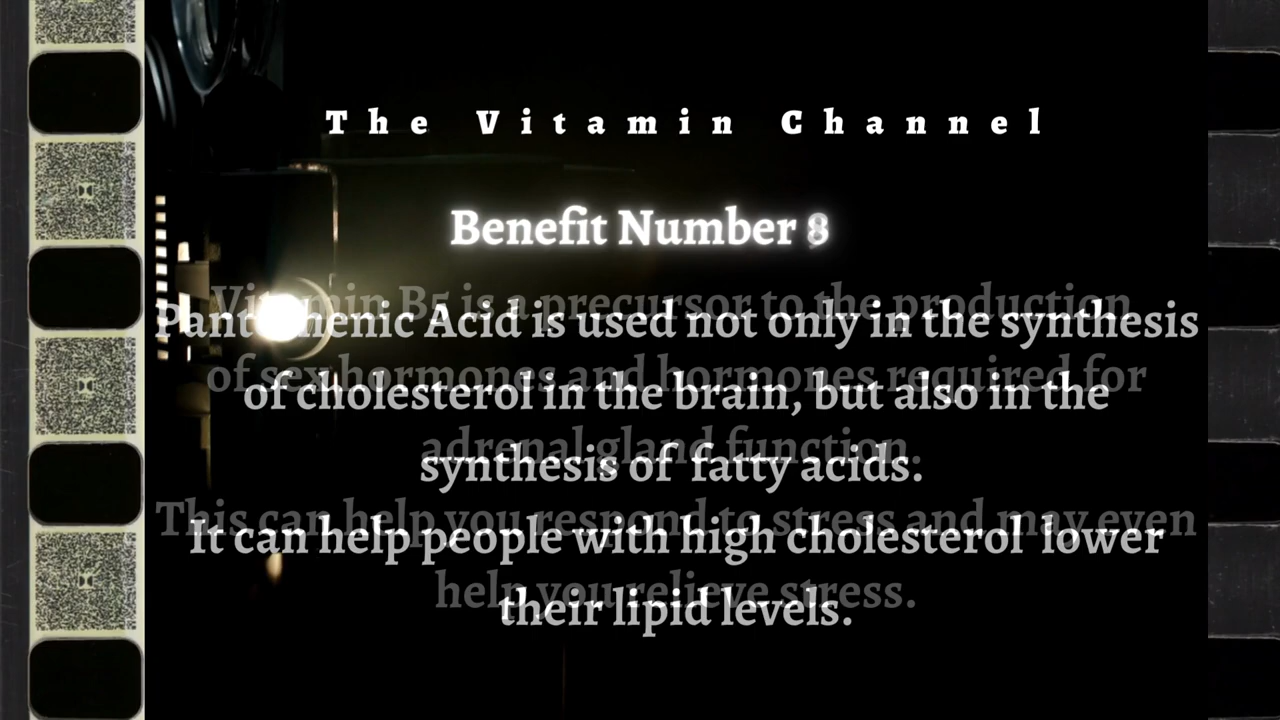 The Vitamin Channel
Benefit Number 8
Vitamin B5 is a precursor to the production
Pantothenic Acid is used not only in the synthesis
of sex hormones and hormones required for
of cholesterol in the brain, but also in the
adrenal gland function.
synthesis of fatty acids.
This can help you respond to stress and may even
It can help people with high cholesterol lower
help you relieve stress.
their lipid levels.